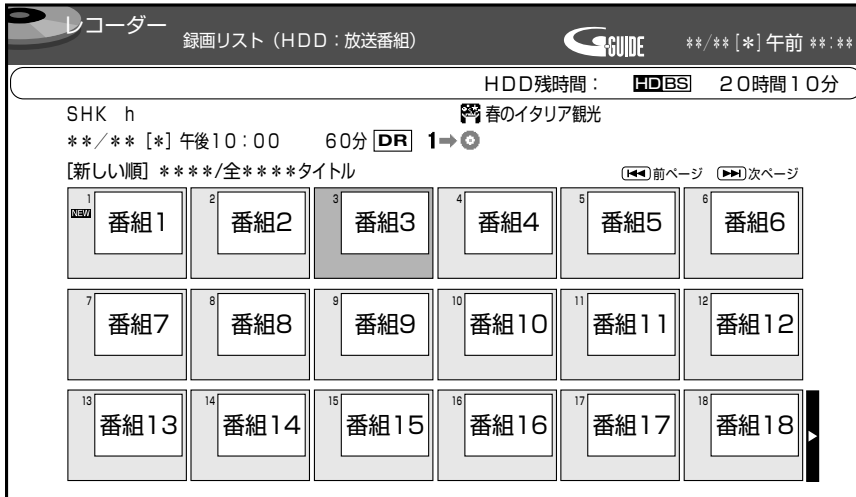 レコーダー
録画リスト（HDD：放送番組）
G-GUIDE
**/**[*]午前**:**
HDD残時間： HD BS 20時間10分
SHK h
春のイタリア観光
**/** [*] 午後10：00 60分 DR 1➡
[新しい順] ****/全****タイトル
⏮前ページ ⏭次ページ
1 NEW 番組1
2 番組2
3 番組3
4 番組4
5 番組5
6 番組6
7 番組7
8 番組8
9 番組9
10 番組10
11 番組11
12 番組12
13 番組13
14 番組14
15 番組15
16 番組16
17 番組17
18 番組18